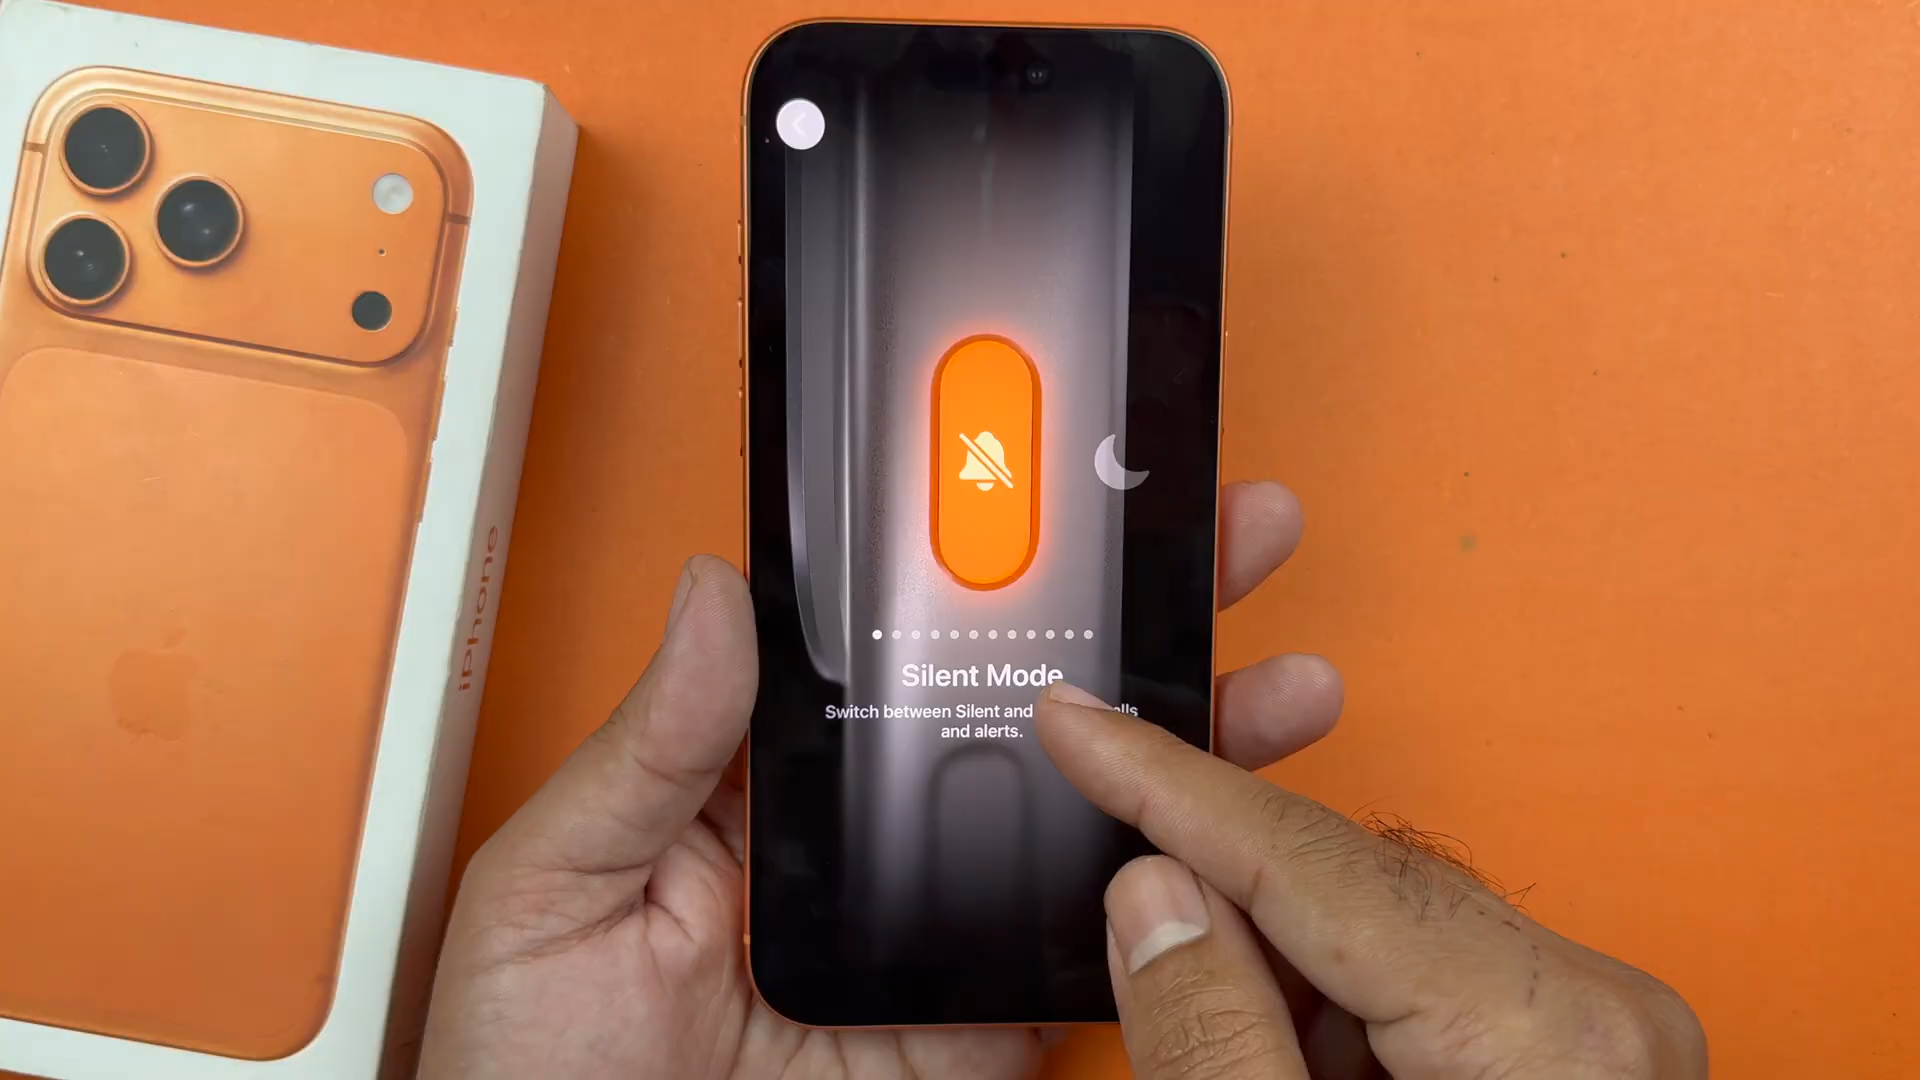 iPhone
Silent Mode
Switch between Silent and
and alerts.